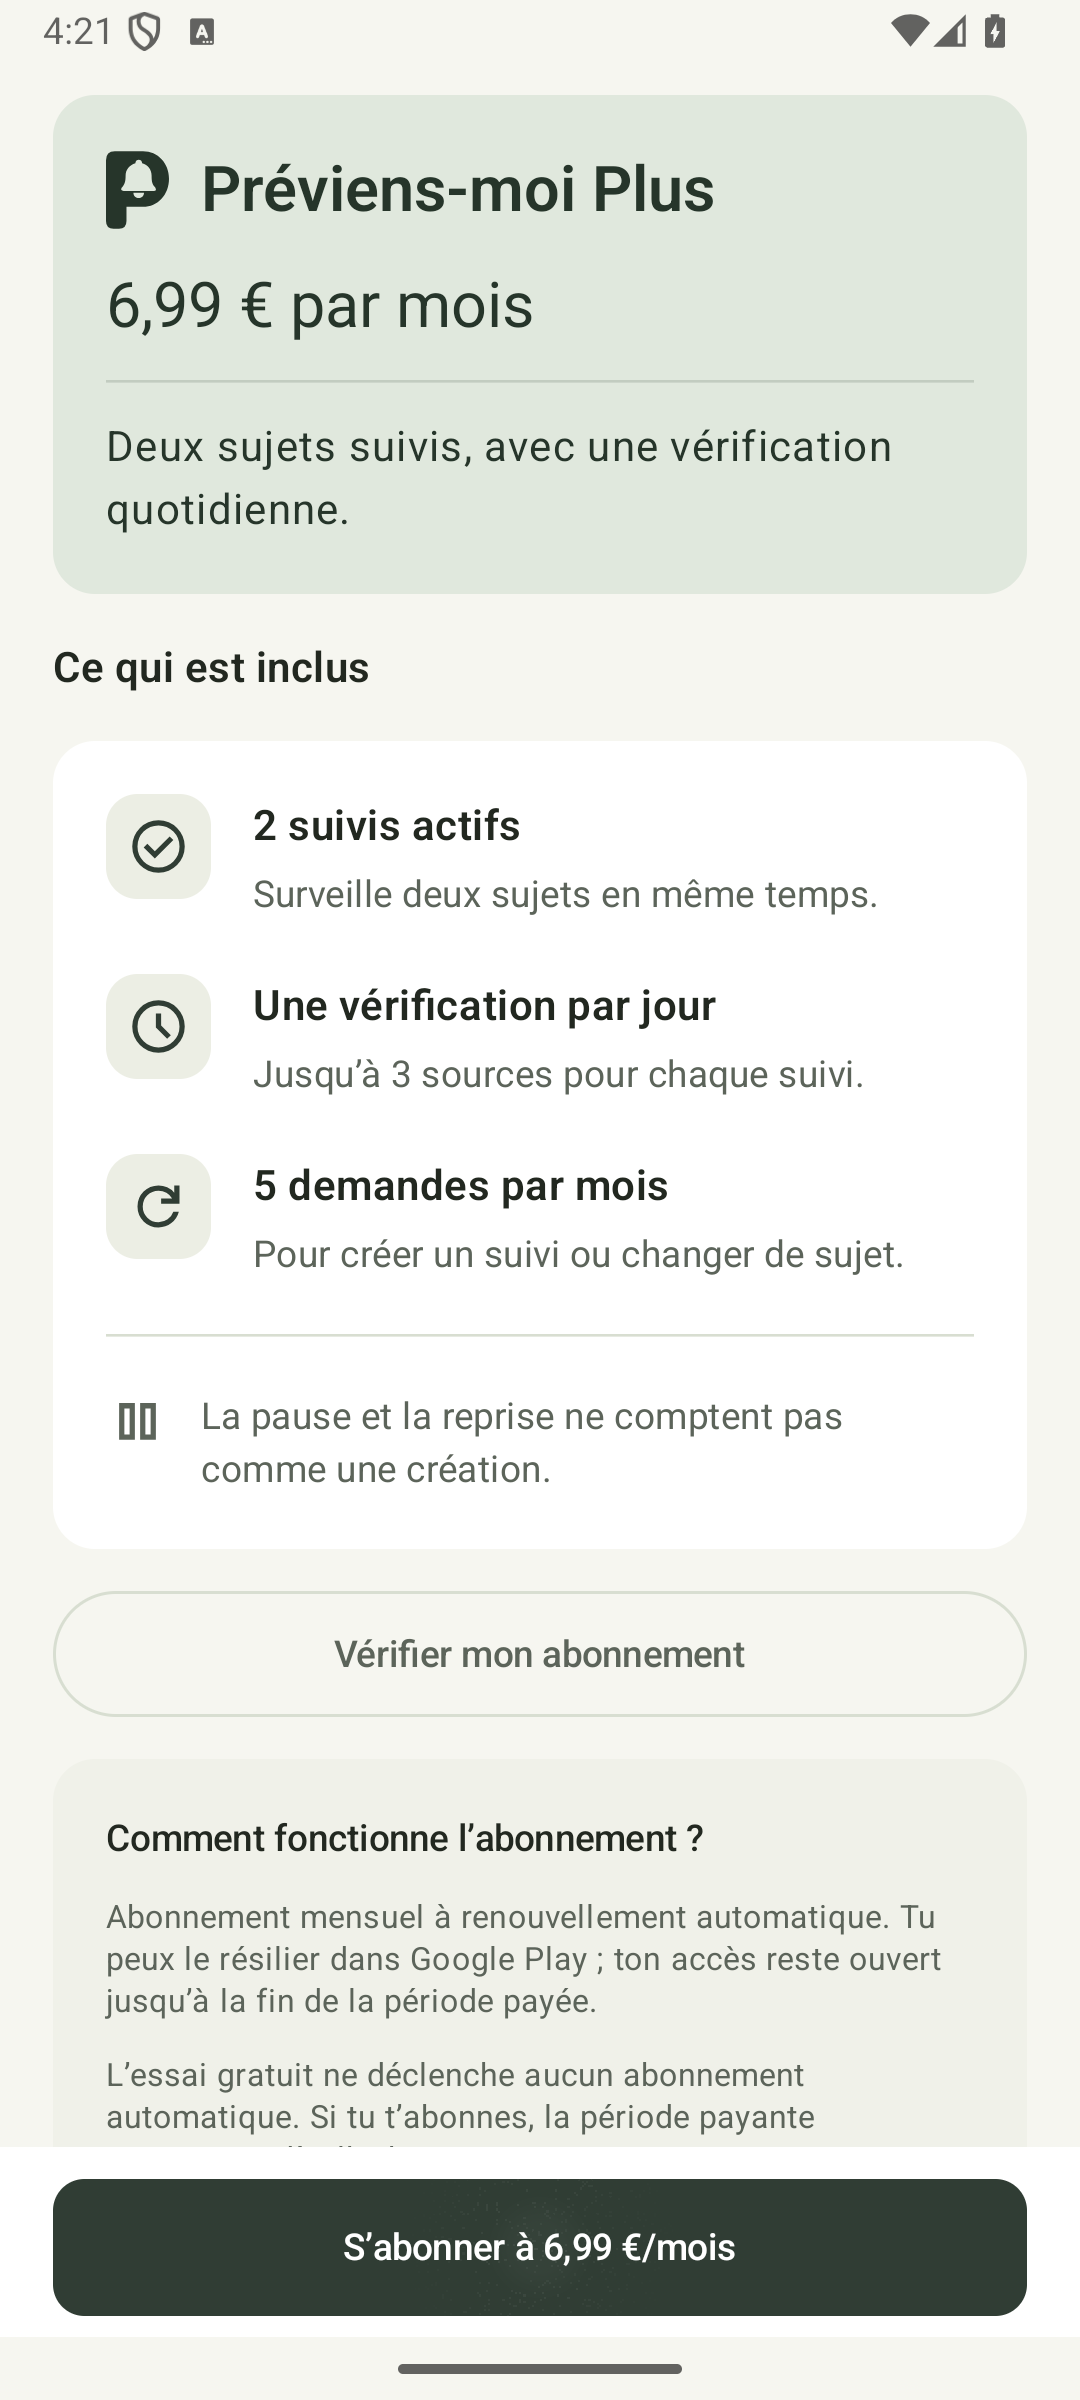 4:21
Préviens-moi Plus
6,99 € par mois
Deux sujets suivis, avec une vérification
quotidienne.
Ce qui est inclus
2 suivis actifs
Surveille deux sujets en même temps.
Une vérification par jour
Jusqu’à 3 sources pour chaque suivi.
5 demandes par mois
Pour créer un suivi ou changer de sujet.
La pause et la reprise ne comptent pas
comme une création.
Vérifier mon abonnement
Comment fonctionne l’abonnement ?
Abonnement mensuel à renouvellement automatique. Tu
peux le résilier dans Google Play ; ton accès reste ouvert
jusqu’à la fin de la période payée.
L’essai gratuit ne déclenche aucun abonnement
automatique. Si tu t’abonnes, la période payante
S’abonner à 6,99 €/mois